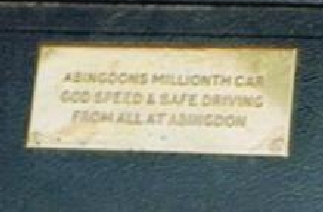 ABINGDONS MILLIONTH CAR
GOD SPEED & SAFE DRIVING
FROM ALL AT ABINGDON